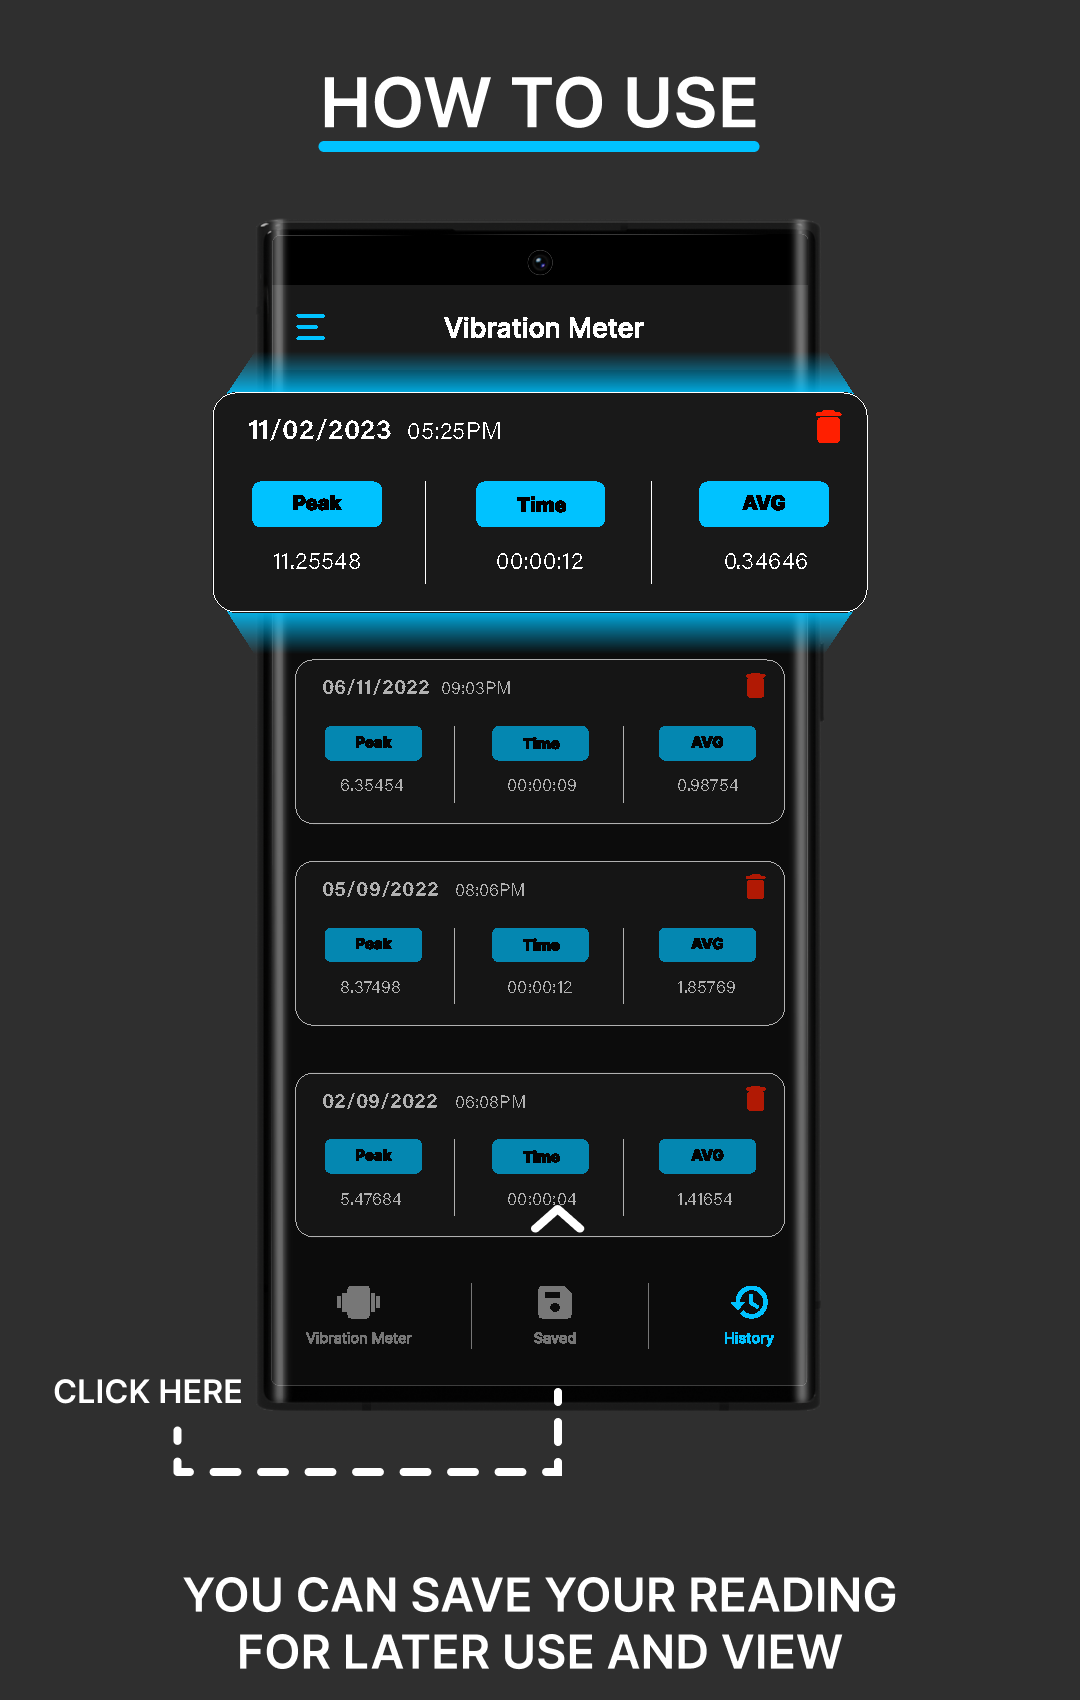 HOW TO USE
Vibration Meter
11/02/2023 05:25PM
Peak Time AVG
11.25548 00:00:12 0.34646
06/11/2022 09:03PM
Peak Time AVG
6.35454 00:00:09 0.98754
05/09/2022 08:06PM
Peak Time AVG
8.37498 00:00:12 1.85769
02/09/2022 06:08PM
Peak Time AVG
5.47684 00:00:04 1.41654
Vibration Meter Saved History
CLICK HERE
YOU CAN SAVE YOUR READING
FOR LATER USE AND VIEW